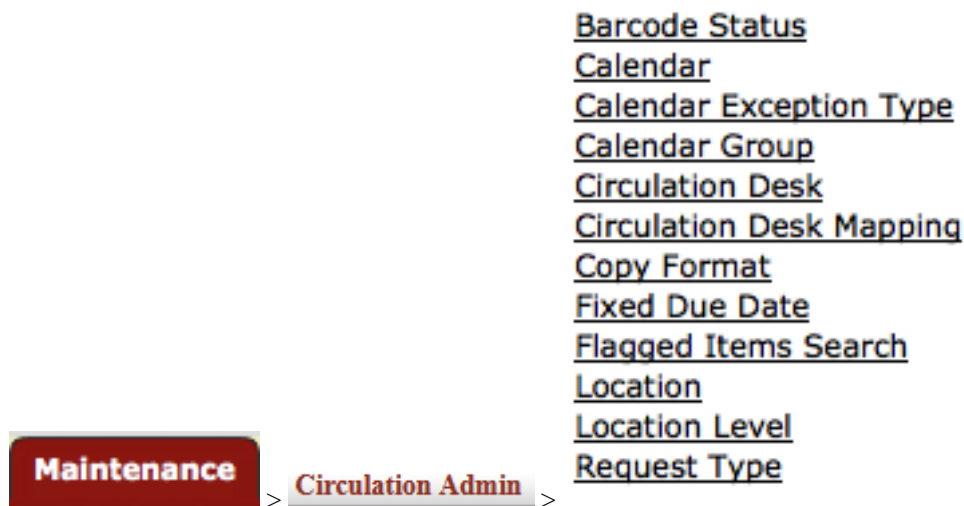 Barcode Status
Calendar
Calendar Exception Type
Calendar Group
Circulation Desk
Circulation Desk Mapping
Copy Format
Fixed Due Date
Flagged Items Search
Location
Location Level
Request Type
Maintenance > Circulation Admin >